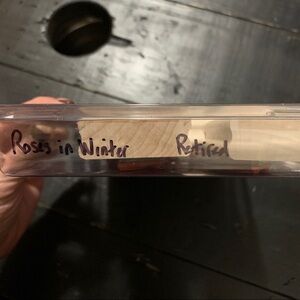 Roses in Winter Retired